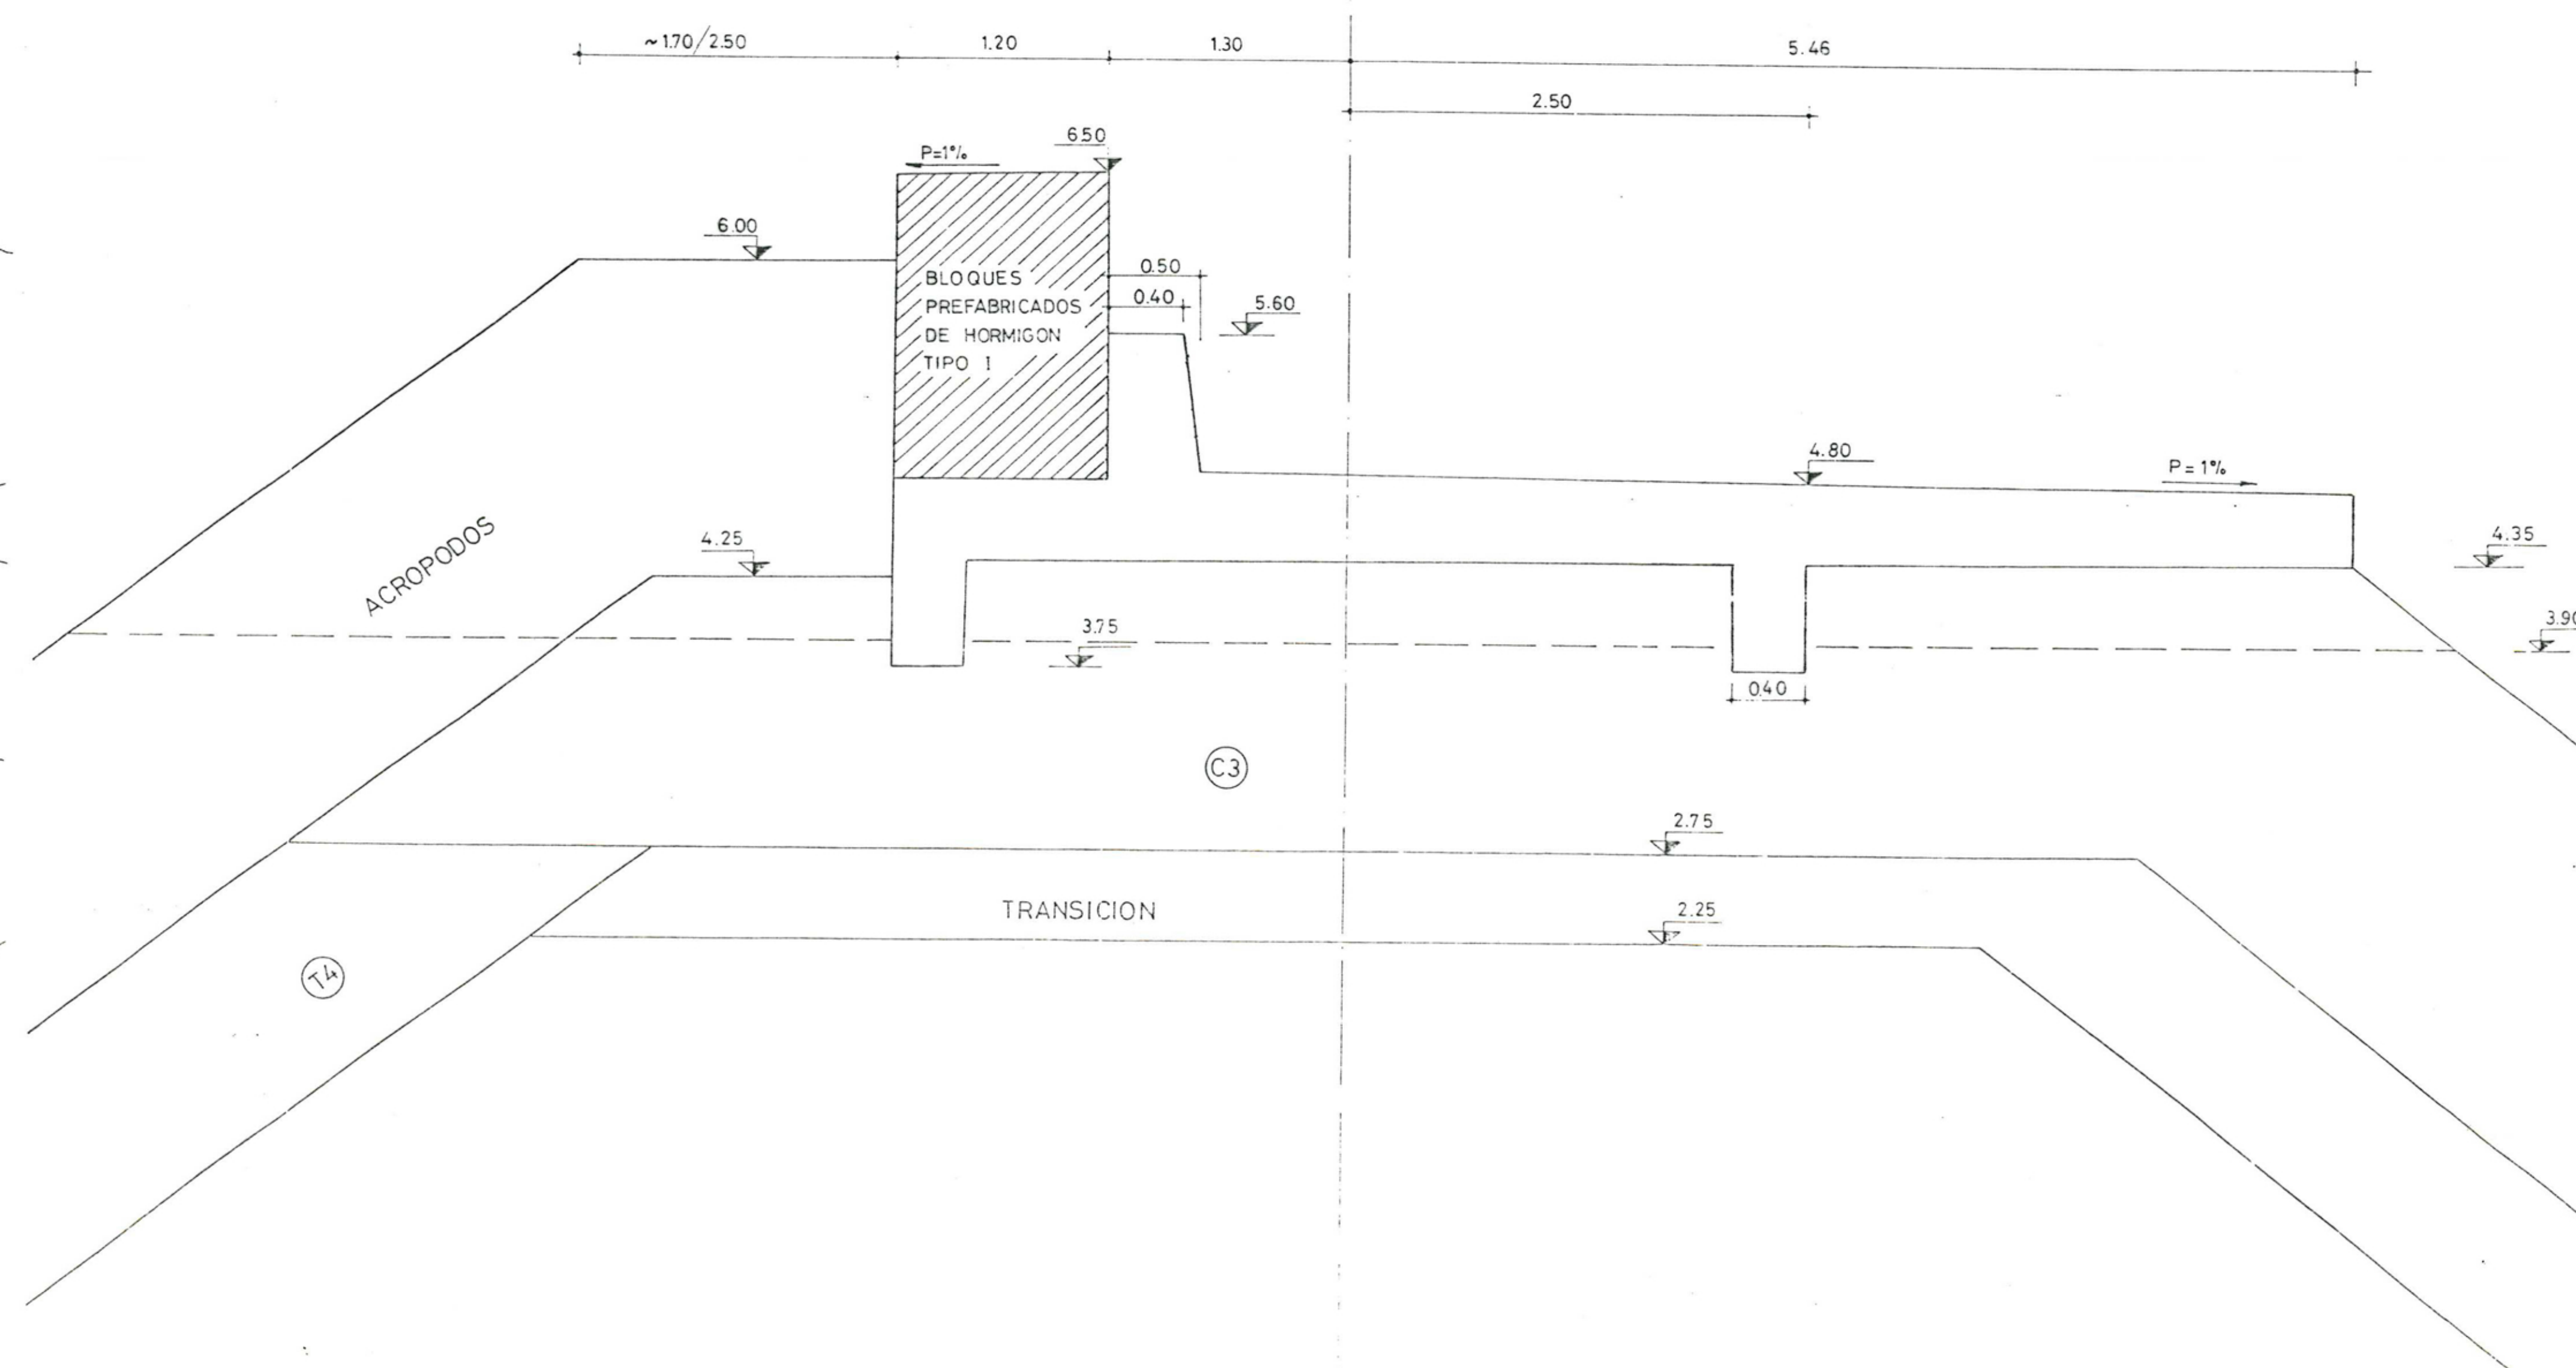 ~1.70/2.50
1.20
1.30
5.46
2.50
6.50
P=1%
6.00
BLOQUES
PREFABRICADOS
DE HORMIGON
TIPO I
0.50
0.40
5.60
4.80
P=1%
ACROPODOS
4.25
4.35
3.75
3.90
0.40
C3
2.75
TRANSICION
2.25
T4